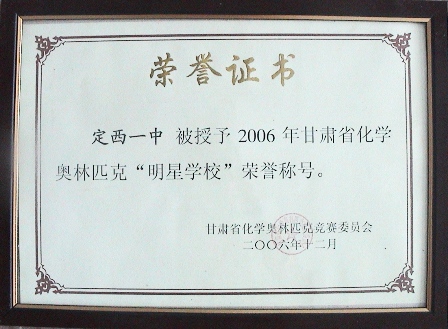 荣誉证书
定西一中 被授予 2006 年甘肃省化学
奥林匹克“明星学校”荣誉称号。
甘肃省化学奥林匹克竞赛委员会
二〇〇六年十二月